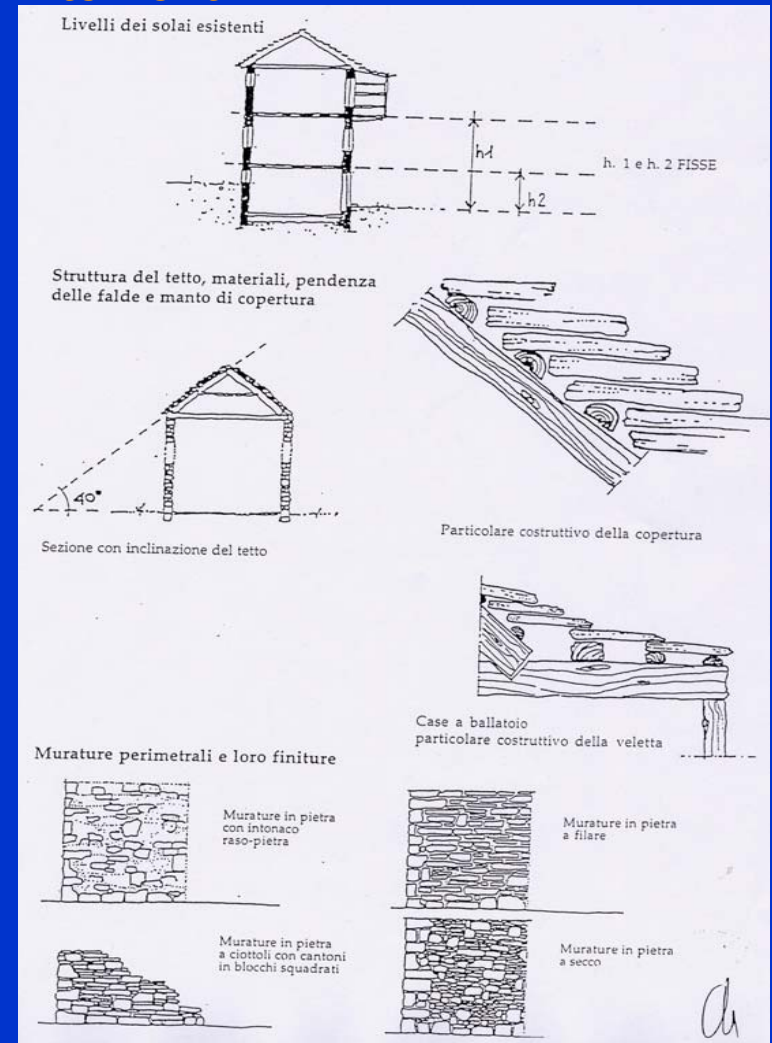 Livelli dei solai esistenti
h1
h. 1 e h. 2 FISSE
h2
Struttura del tetto, materiali, pendenza
delle falde e manto di copertura
40°
Sezione con inclinazione del tetto
Particolare costruttivo della copertura
Case a ballatoio
particolare costruttivo della veletta
Murature perimetrali e loro finiture
Murature in pietra
con intonaco
raso-pietra
Murature in pietra
a filare
Murature in pietra
a ciottoli con cantoni
in blocchi squadrati
Murature in pietra
a secco